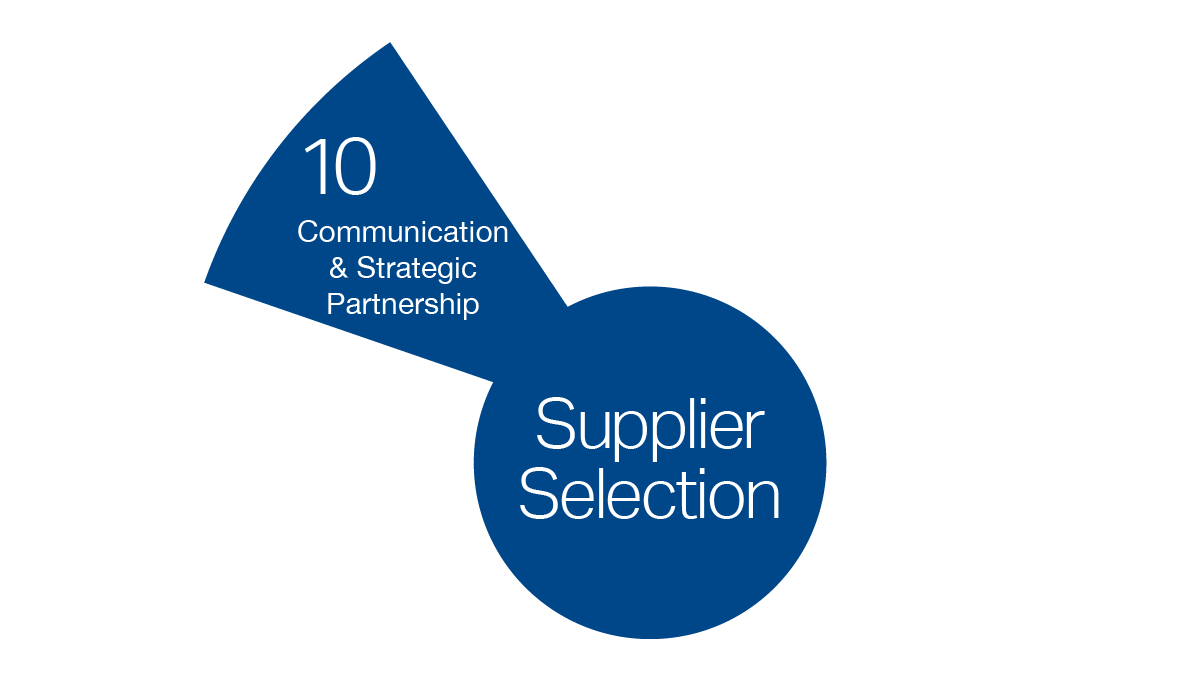 10
Communication
& Strategic
Partnership
Supplier
Selection